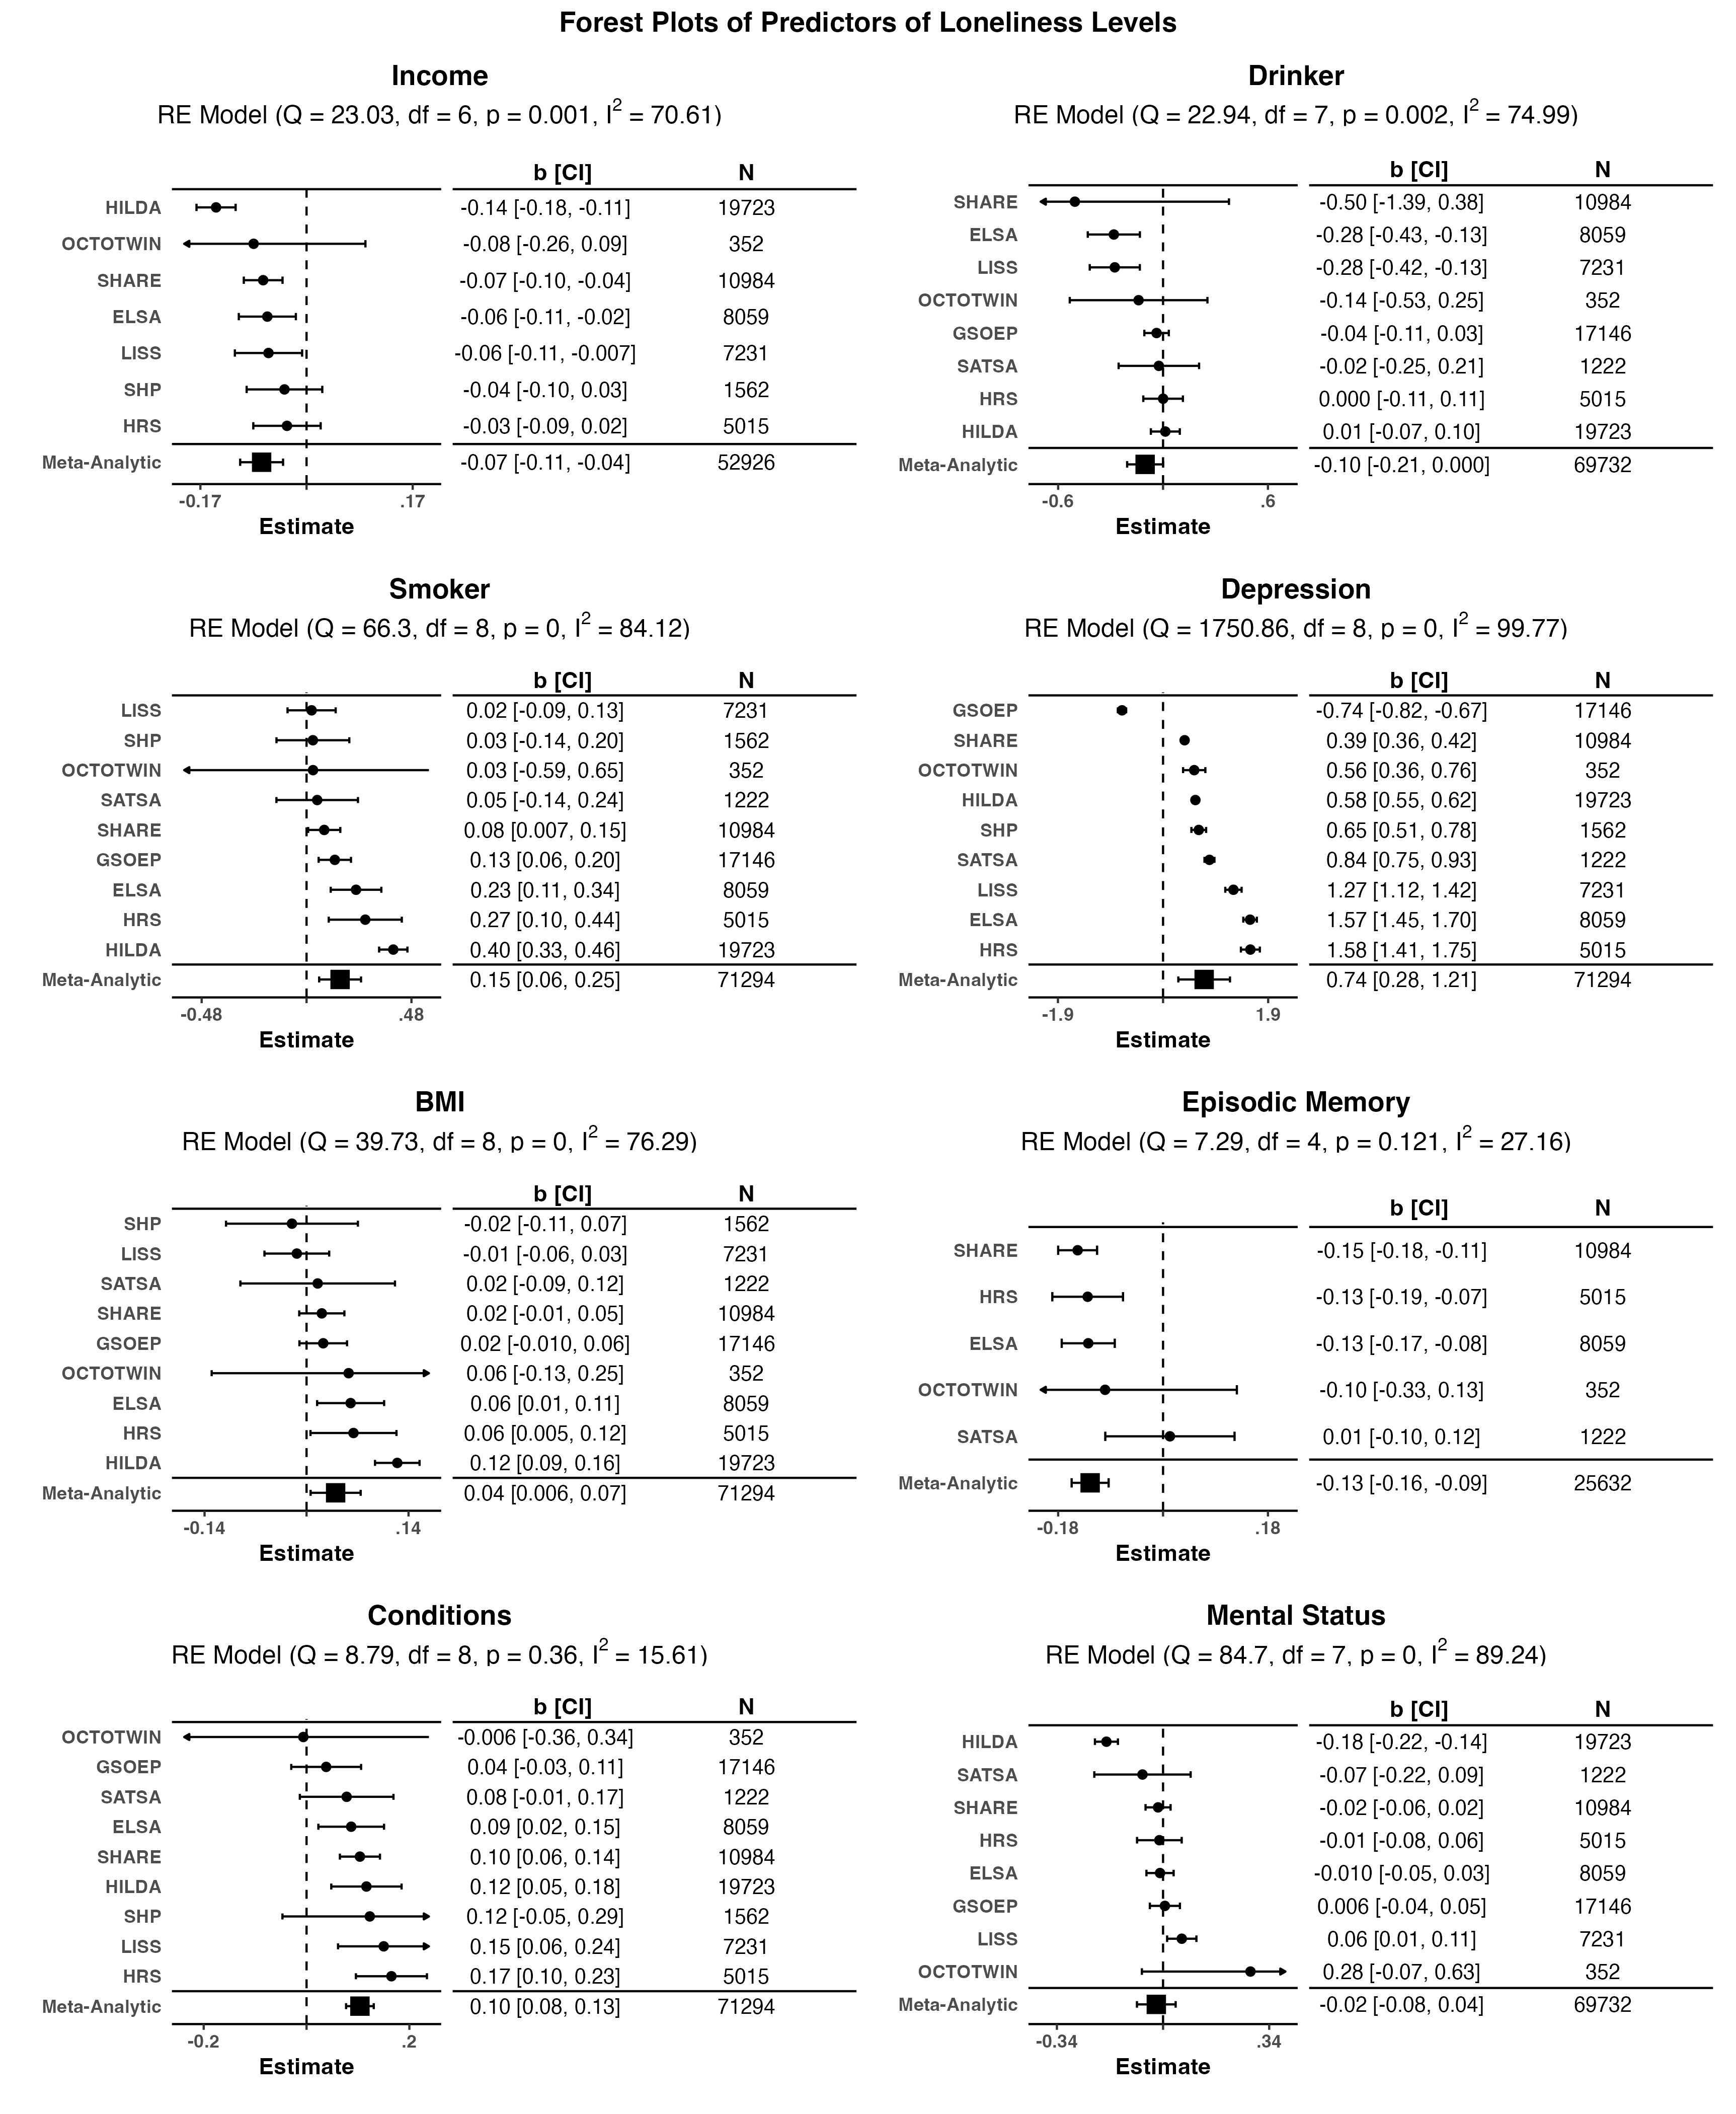 Forest Plots of Predictors of Loneliness Levels
Income
RE Model (Q = 23.03, df = 6, p = 0.001, I² = 70.61)
b [CI] N
HILDA -0.14 [-0.18, -0.11] 19723
OCTOTWIN -0.08 [-0.26, 0.09] 352
SHARE -0.07 [-0.10, -0.04] 10984
ELSA -0.06 [-0.11, -0.02] 8059
LISS -0.06 [-0.11, -0.007] 7231
SHP -0.04 [-0.10, 0.03] 1562
HRS -0.03 [-0.09, 0.02] 5015
Meta-Analytic -0.07 [-0.11, -0.04] 52926
-0.17 .17
Estimate
Drinker
RE Model (Q = 22.94, df = 7, p = 0.002, I² = 74.99)
b [CI] N
SHARE -0.50 [-1.39, 0.38] 10984
ELSA -0.28 [-0.43, -0.13] 8059
LISS -0.28 [-0.42, -0.13] 7231
OCTOTWIN -0.14 [-0.53, 0.25] 352
GSOEP -0.04 [-0.11, 0.03] 17146
SATSA -0.02 [-0.25, 0.21] 1222
HRS 0.000 [-0.11, 0.11] 5015
HILDA 0.01 [-0.07, 0.10] 19723
Meta-Analytic -0.10 [-0.21, 0.000] 69732
-0.6 .6
Estimate
Smoker
RE Model (Q = 66.3, df = 8, p = 0, I² = 84.12)
b [CI] N
LISS 0.02 [-0.09, 0.13] 7231
SHP 0.03 [-0.14, 0.20] 1562
OCTOTWIN 0.03 [-0.59, 0.65] 352
SATSA 0.05 [-0.14, 0.24] 1222
SHARE 0.08 [0.007, 0.15] 10984
GSOEP 0.13 [0.06, 0.20] 17146
ELSA 0.23 [0.11, 0.34] 8059
HRS 0.27 [0.10, 0.44] 5015
HILDA 0.40 [0.33, 0.46] 19723
Meta-Analytic 0.15 [0.06, 0.25] 71294
-0.48 .48
Estimate
Depression
RE Model (Q = 1750.86, df = 8, p = 0, I² = 99.77)
b [CI] N
GSOEP -0.74 [-0.82, -0.67] 17146
SHARE 0.39 [0.36, 0.42] 10984
OCTOTWIN 0.56 [0.36, 0.76] 352
HILDA 0.58 [0.55, 0.62] 19723
SHP 0.65 [0.51, 0.78] 1562
SATSA 0.84 [0.75, 0.93] 1222
LISS 1.27 [1.12, 1.42] 7231
ELSA 1.57 [1.45, 1.70] 8059
HRS 1.58 [1.41, 1.75] 5015
Meta-Analytic 0.74 [0.28, 1.21] 71294
-1.9 1.9
Estimate
BMI
RE Model (Q = 39.73, df = 8, p = 0, I² = 76.29)
b [CI] N
SHP -0.02 [-0.11, 0.07] 1562
LISS -0.01 [-0.06, 0.03] 7231
SATSA 0.02 [-0.09, 0.12] 1222
SHARE 0.02 [-0.01, 0.05] 10984
GSOEP 0.02 [-0.010, 0.06] 17146
OCTOTWIN 0.06 [-0.13, 0.25] 352
ELSA 0.06 [0.01, 0.11] 8059
HRS 0.06 [0.005, 0.12] 5015
HILDA 0.12 [0.09, 0.16] 19723
Meta-Analytic 0.04 [0.006, 0.07] 71294
-0.14 .14
Estimate
Episodic Memory
RE Model (Q = 7.29, df = 4, p = 0.121, I² = 27.16)
b [CI] N
SHARE -0.15 [-0.18, -0.11] 10984
HRS -0.13 [-0.19, -0.07] 5015
ELSA -0.13 [-0.17, -0.08] 8059
OCTOTWIN -0.10 [-0.33, 0.13] 352
SATSA 0.01 [-0.10, 0.12] 1222
Meta-Analytic -0.13 [-0.16, -0.09] 25632
-0.18 .18
Estimate
Conditions
RE Model (Q = 8.79, df = 8, p = 0.36, I² = 15.61)
b [CI] N
OCTOTWIN -0.006 [-0.36, 0.34] 352
GSOEP 0.04 [-0.03, 0.11] 17146
SATSA 0.08 [-0.01, 0.17] 1222
ELSA 0.09 [0.02, 0.15] 8059
SHARE 0.10 [0.06, 0.14] 10984
HILDA 0.12 [0.05, 0.18] 19723
SHP 0.12 [-0.05, 0.29] 1562
LISS 0.15 [0.06, 0.24] 7231
HRS 0.17 [0.10, 0.23] 5015
Meta-Analytic 0.10 [0.08, 0.13] 71294
-0.2 .2
Estimate
Mental Status
RE Model (Q = 84.7, df = 7, p = 0, I² = 89.24)
b [CI] N
HILDA -0.18 [-0.22, -0.14] 19723
SATSA -0.07 [-0.22, 0.09] 1222
SHARE -0.02 [-0.06, 0.02] 10984
HRS -0.01 [-0.08, 0.06] 5015
ELSA -0.010 [-0.05, 0.03] 8059
GSOEP 0.006 [-0.04, 0.05] 17146
LISS 0.06 [0.01, 0.11] 7231
OCTOTWIN 0.28 [-0.07, 0.63] 352
Meta-Analytic -0.02 [-0.08, 0.04] 69732
-0.34 .34
Estimate